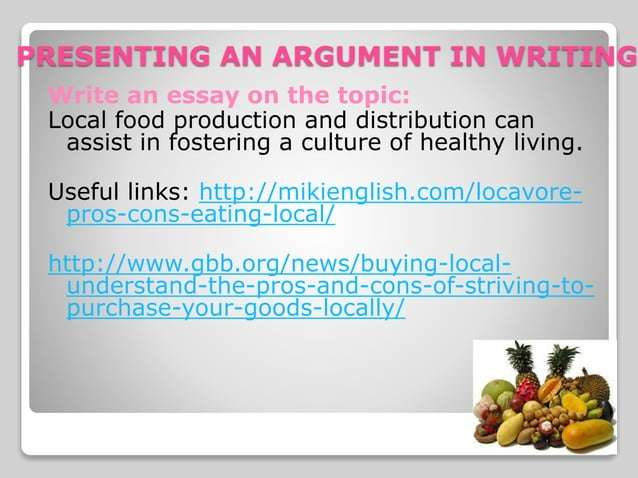 PRESENTING AN ARGUMENT IN WRITING
Write an essay on the topic:
Local food production and distribution can
assist in fostering a culture of healthy living.
Useful links: http://mikienglish.com/locavore-
pros-cons-eating-local/
http://www.gbb.org/news/buying-local-
understand-the-pros-and-cons-of-striving-to-
purchase-your-goods-locally/